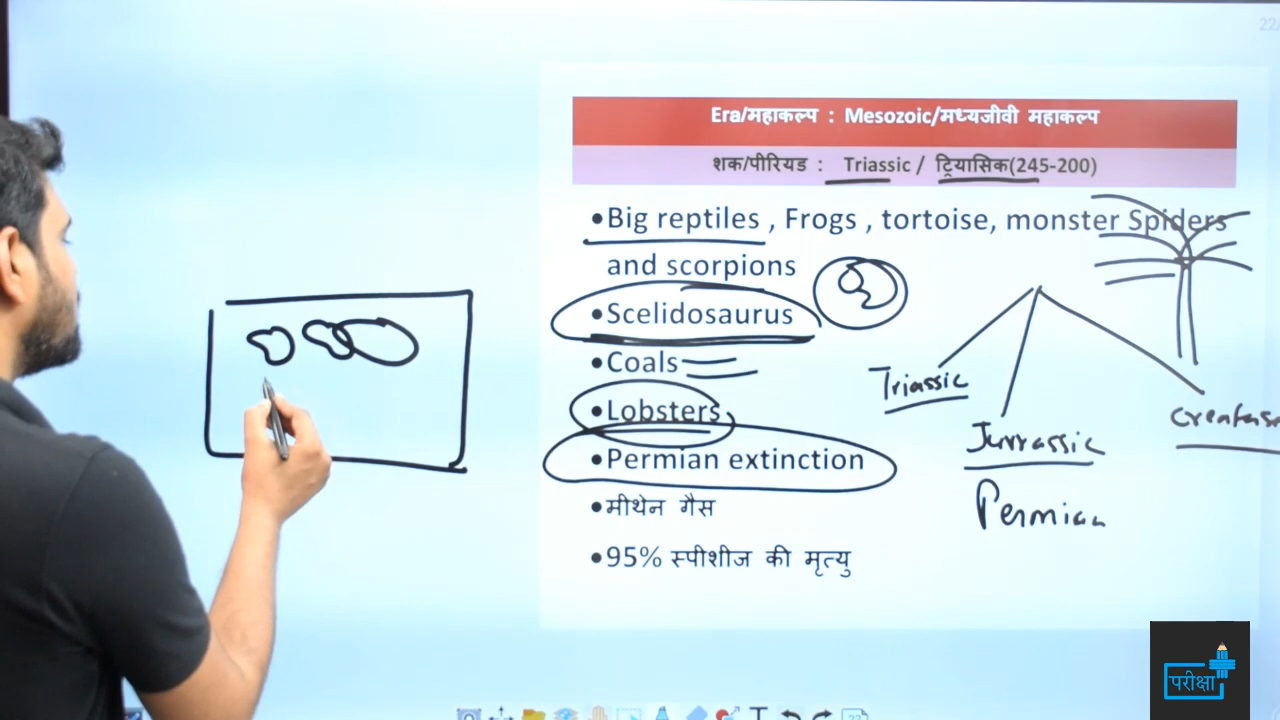 Era/महाकल्प : Mesozoic/मध्यजीवी महाकल्प
शक/पीरियड : Triassic / ट्रियासिक(245-200)
•Big reptiles , Frogs , tortoise, monster Spiders
and scorpions
•Scelidosaurus
•Coals
•Lobsters
•Permian extinction
•मीथेन गैस
•95% स्पीशीज की मृत्यु
Triassic
Jurrassic
Permian
परीक्षा